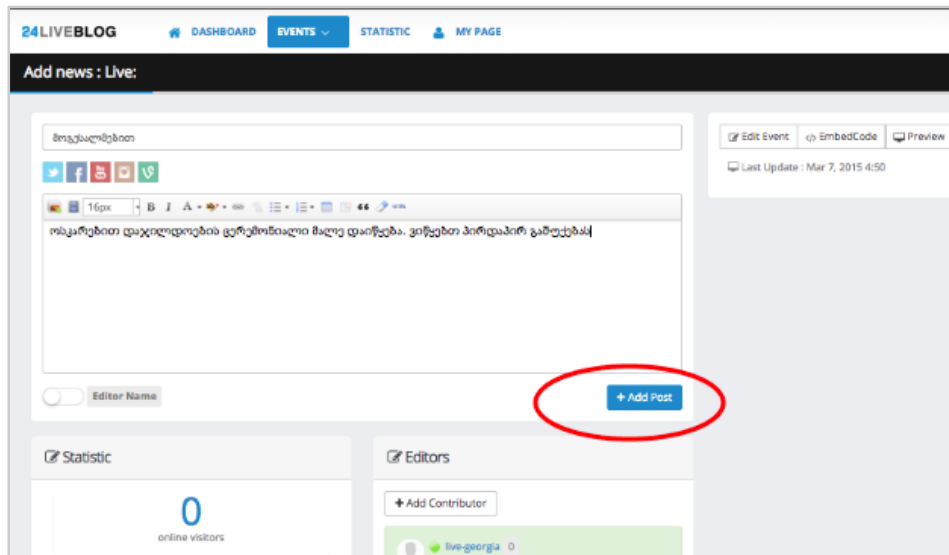 24LIVEBLOG DASHBOARD EVENTS STATISTIC MY PAGE
Add news : Live:
მოგესალმებით
Edit Event EmbedCode Preview
Last Update : Mar 7, 2015 4:50
16px B I A
ოსკარებით დაჯილდოების ცერემონიალი მალე დაიწყება. ვიწყებთ პირდაპირ გაშუქებას
Editor Name + Add Post
Statistic Editors
+ Add Contributor
0
online visitors
live-georgia 0